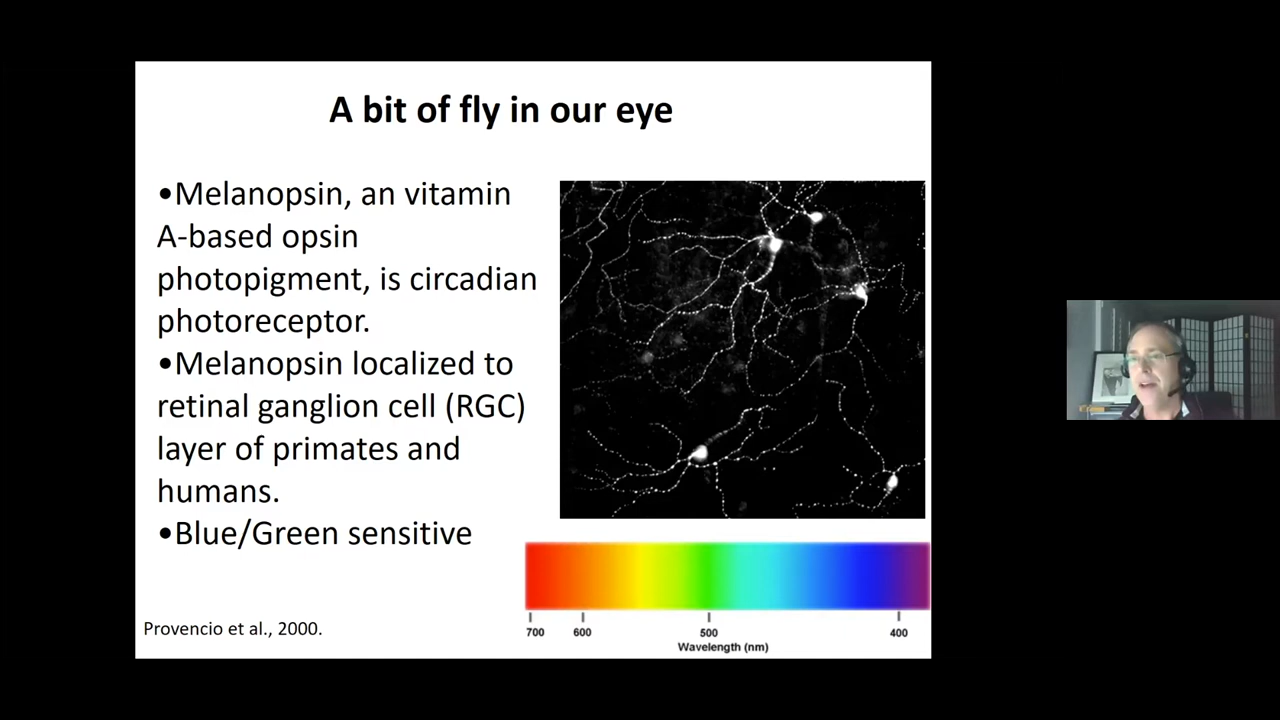 A bit of fly in our eye
•Melanopsin, an vitamin
A-based opsin
photopigment, is circadian
photoreceptor.
•Melanopsin localized to
retinal ganglion cell (RGC)
layer of primates and
humans.
•Blue/Green sensitive
Provencio et al., 2000.
700 600 500 400
Wavelength (nm)